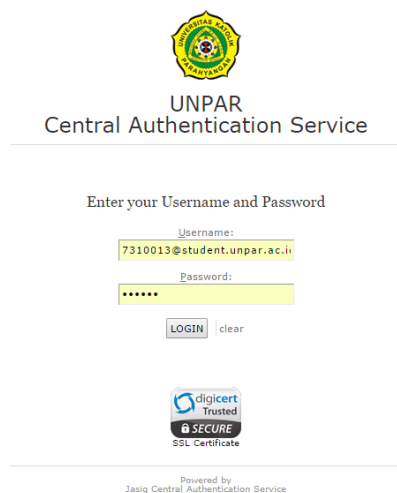 UNIVERSITAS KATOLIK
PARAHYANGAN
UNPAR
Central Authentication Service
Enter your Username and Password
Username:
7310013@student.unpar.ac.i
Password:
••••••
LOGIN clear
digicert
Trusted
SECURE
SSL Certificate
Powered by
Jasig Central Authentication Service